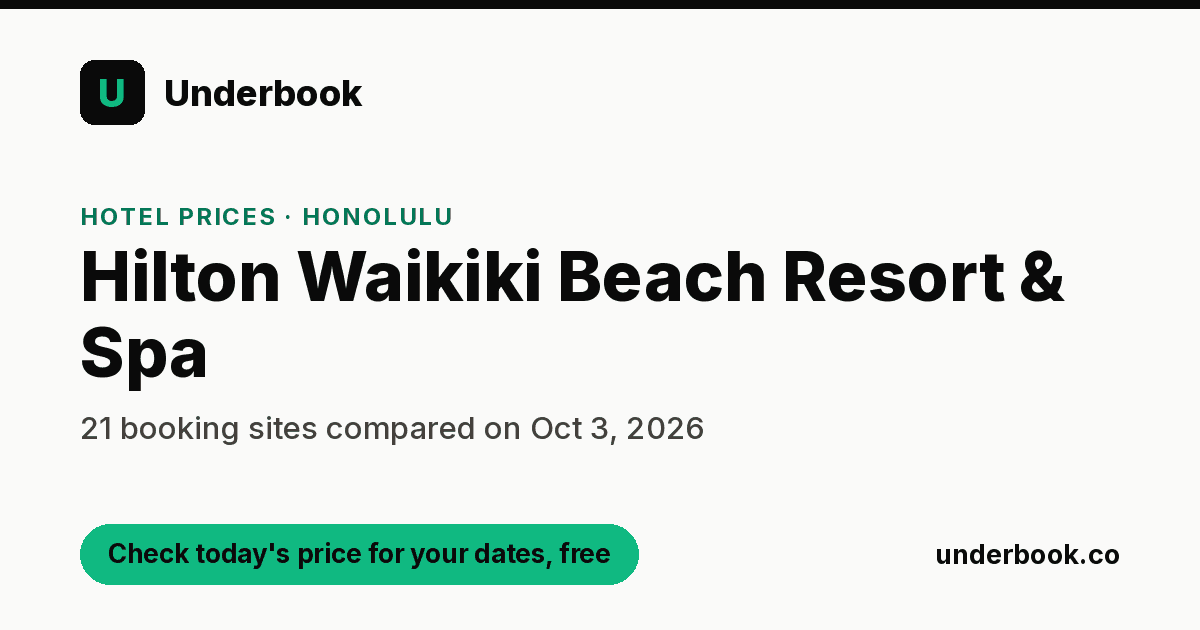 U
Underbook
HOTEL PRICES · HONOLULU
Hilton Waikiki Beach Resort &
Spa
21 booking sites compared on Oct 3, 2026
Check today's price for your dates, free
underbook.co